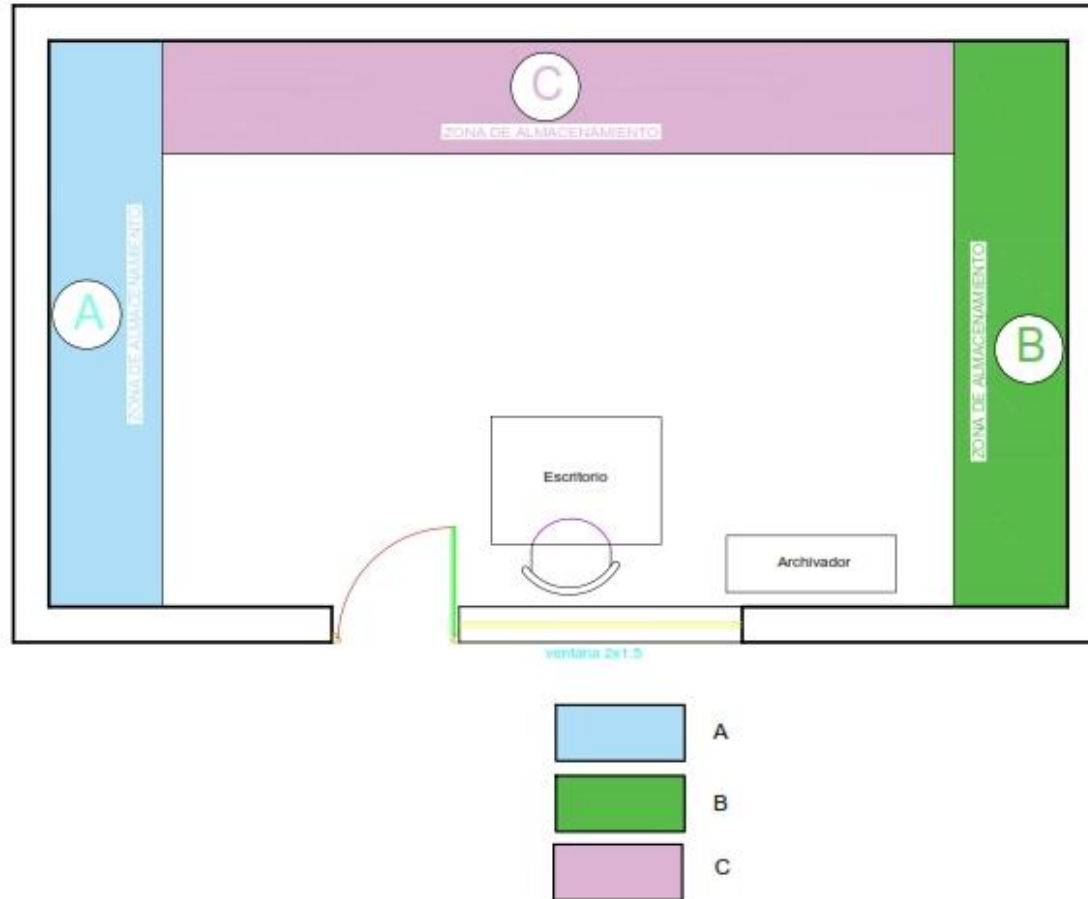 C
ZONA DE ALMACENAMIENTO
ZONA DE ALMACENAMIENTO
A
ZONA DE ALMACENAMIENTO
B
Escritorio
Archivador
ventana 2x1.5
A
B
C